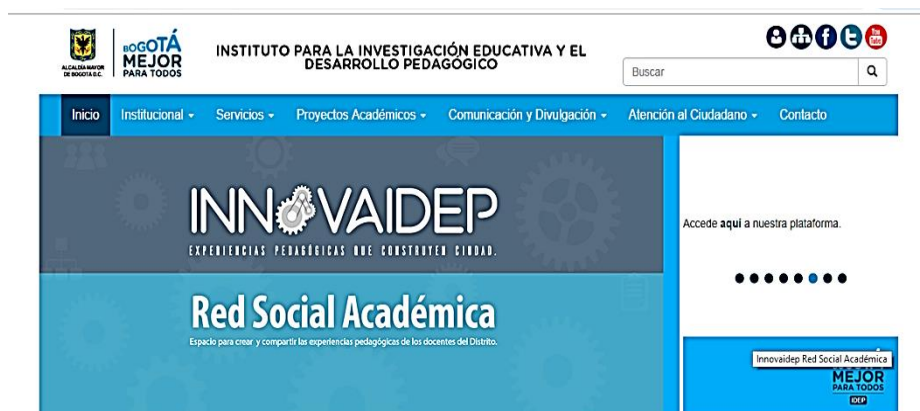 ALCALDÍA MAYOR
DE BOGOTÁ D.C.
BOGOTÁ
MEJOR
PARA TODOS
INSTITUTO PARA LA INVESTIGACIÓN EDUCATIVA Y EL
DESARROLLO PEDAGÓGICO
You
Tube
Buscar
Inicio Institucional Servicios Proyectos Académicos Comunicación y Divulgación Atención al Ciudadano Contacto
INNOVAIDEP
EXPERIENCIAS PEDAGÓGICAS QUE CONSTRUYEN CIUDAD.
Red Social Académica
Espacio para crear y compartir las experiencias pedagógicas de los docentes del Distrito.
Accede aquí a nuestra plataforma.
Innovaidep Red Social Académica
MEJOR
PARA TODOS
IDEP